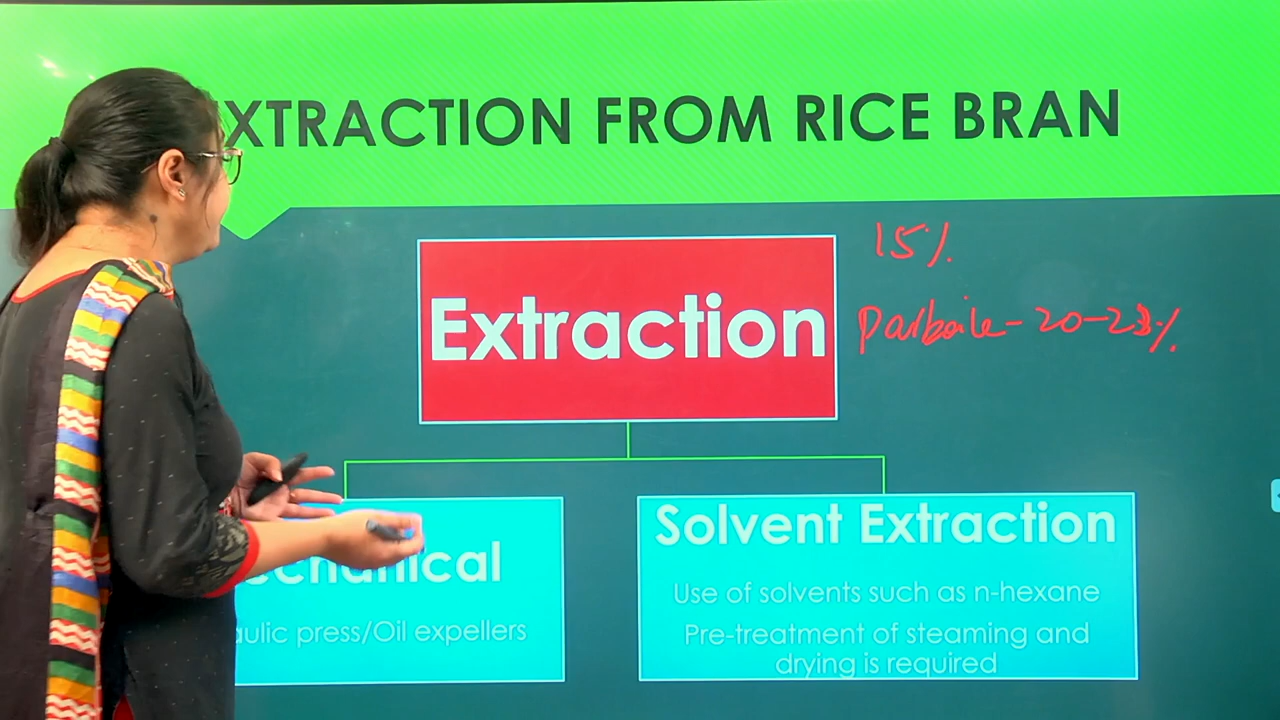 XTRACTION FROM RICE BRAN
15%
Parboile - 20-23%
Extraction
echanical
aulic press/Oil expellers
Solvent Extraction
Use of solvents such as n-hexane
Pre-treatment of steaming and
drying is required